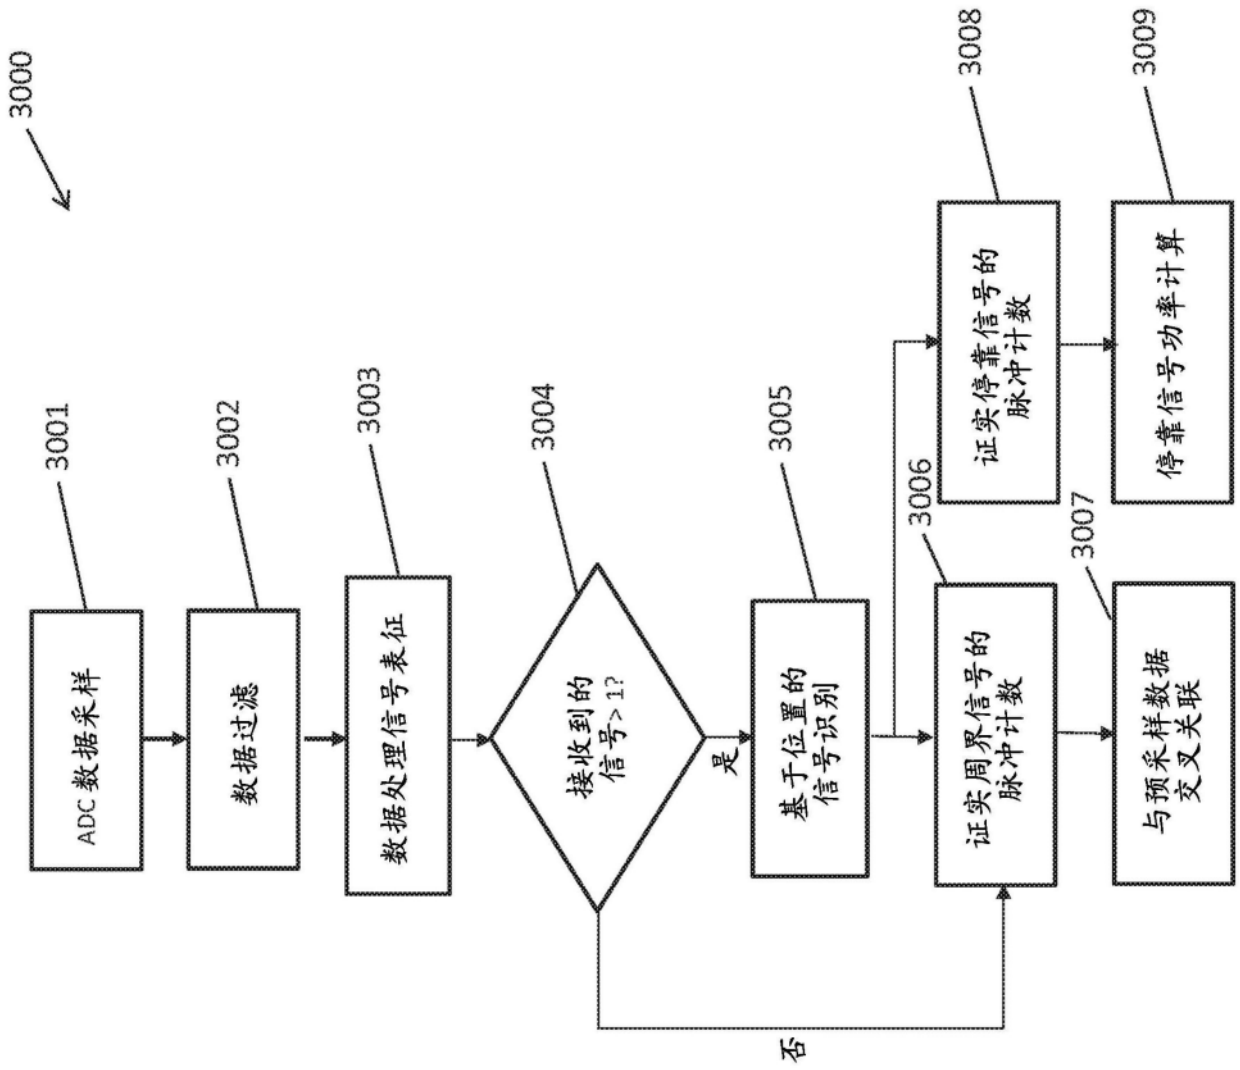 3000
3001
ADC 数据采样
3002
数据过滤
3003
数据处理信号表征
3004
接收到的
信号> 1?
是
否
3005
基于位置的
信号识别
3006
证实周界信号的
脉冲计数
3007
与预采样数据
交叉关联
3008
证实停靠信号的
脉冲计数
3009
停靠信号功率计算